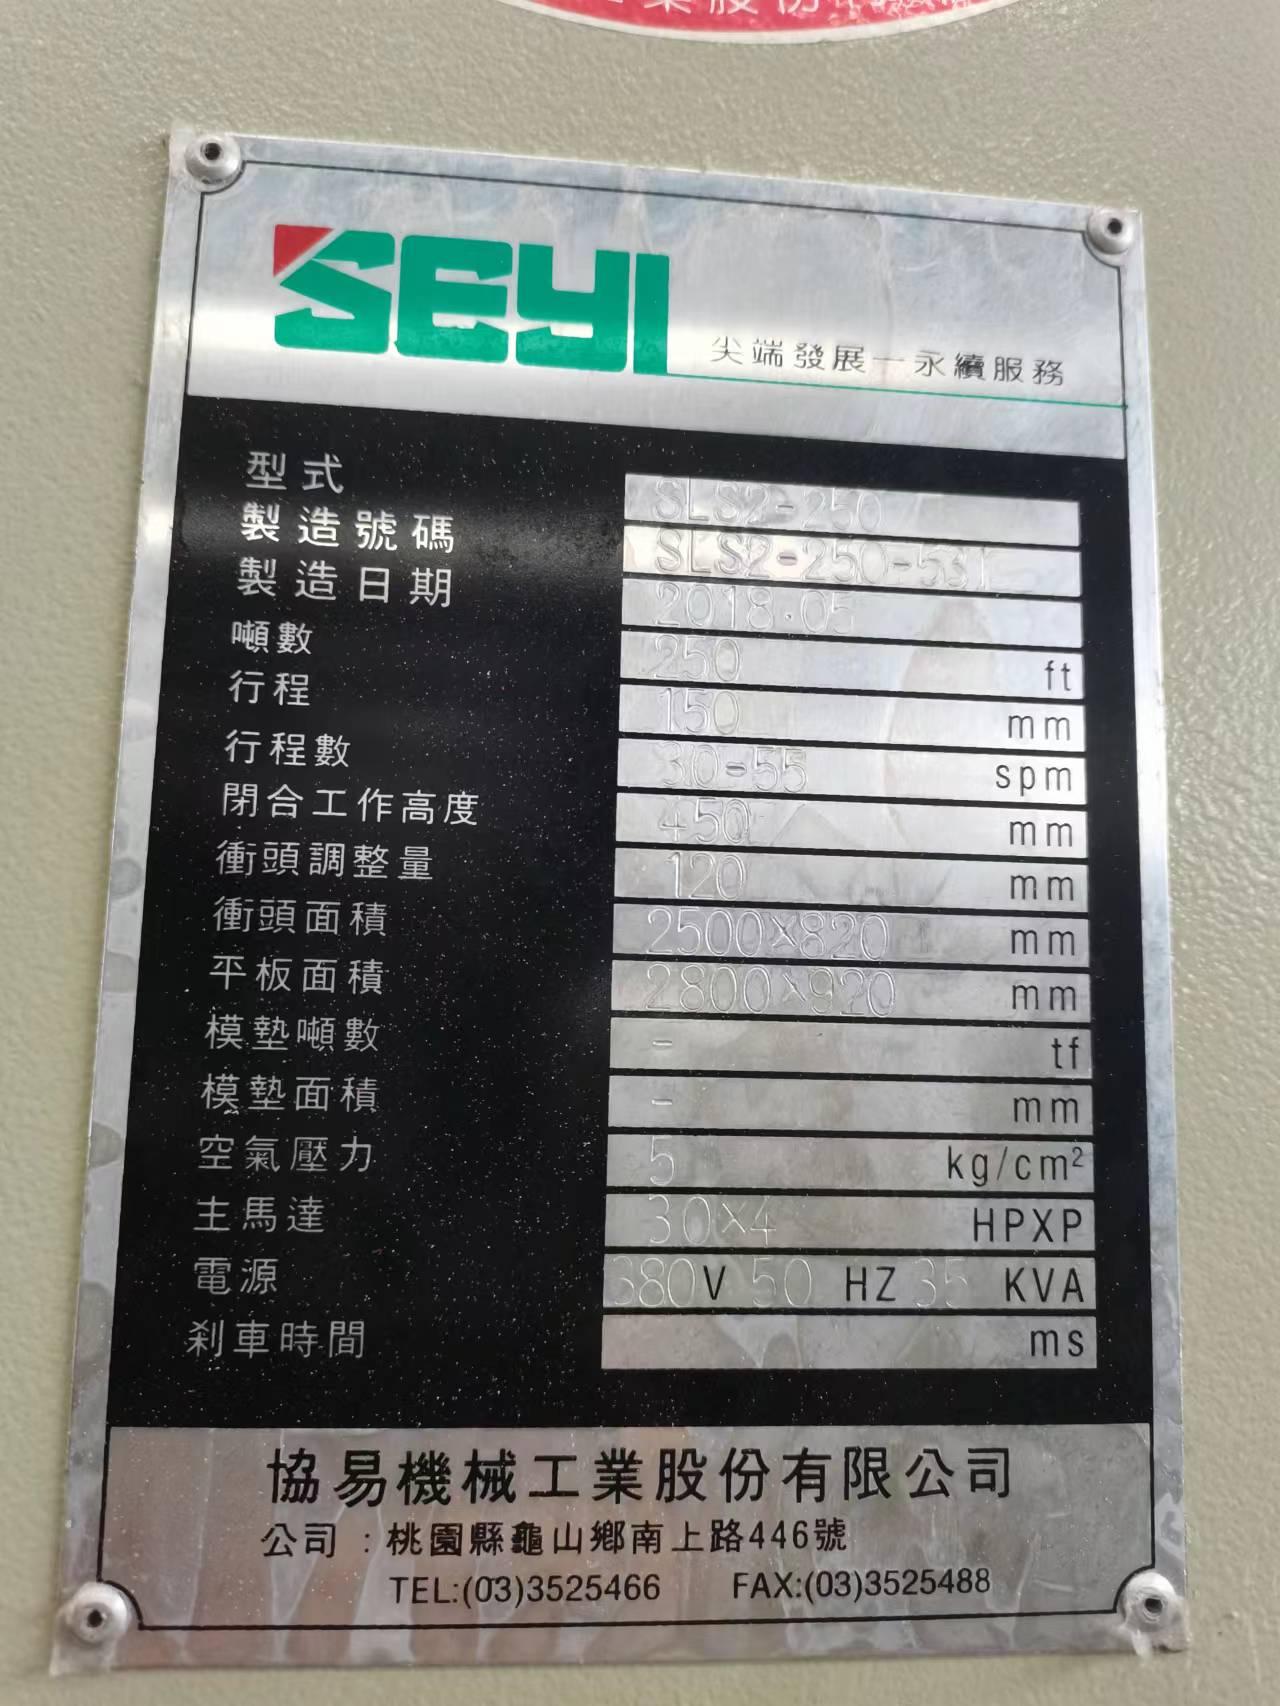 業股份
SEYI
尖端發展－永續服務
型式 SLS2-250
製造號碼 SLS2-250-531
製造日期 2018.05
噸數 250 ft
行程 150 mm
行程數 30-55 spm
閉合工作高度 450 mm
衝頭調整量 120 mm
衝頭面積 2500×820 mm
平板面積 2800×920 mm
模墊噸數 - tf
模墊面積 - mm
空氣壓力 5 kg/cm²
主馬達 30×4 HPXP
電源 380 V 50 HZ 35 KVA
剎車時間 ms
協易機械工業股份有限公司
公司：桃園縣龜山鄉南上路446號
TEL:(03)3525466 FAX:(03)3525488